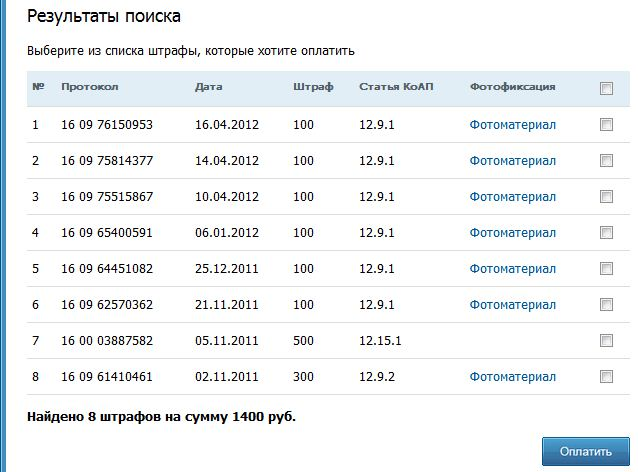 Результаты поиска
Выберите из списка штрафы, которые хотите оплатить
№ Протокол Дата Штраф Статья КоАП Фотофиксация
1 16 09 76150953 16.04.2012 100 12.9.1 Фотоматериал
2 16 09 75814377 14.04.2012 100 12.9.1 Фотоматериал
3 16 09 75515867 10.04.2012 100 12.9.1 Фотоматериал
4 16 09 65400591 06.01.2012 100 12.9.1 Фотоматериал
5 16 09 64451082 25.12.2011 100 12.9.1 Фотоматериал
6 16 09 62570362 21.11.2011 100 12.9.1 Фотоматериал
7 16 00 03887582 05.11.2011 500 12.15.1
8 16 09 61410461 02.11.2011 300 12.9.2 Фотоматериал
Найдено 8 штрафов на сумму 1400 руб.
Оплатить